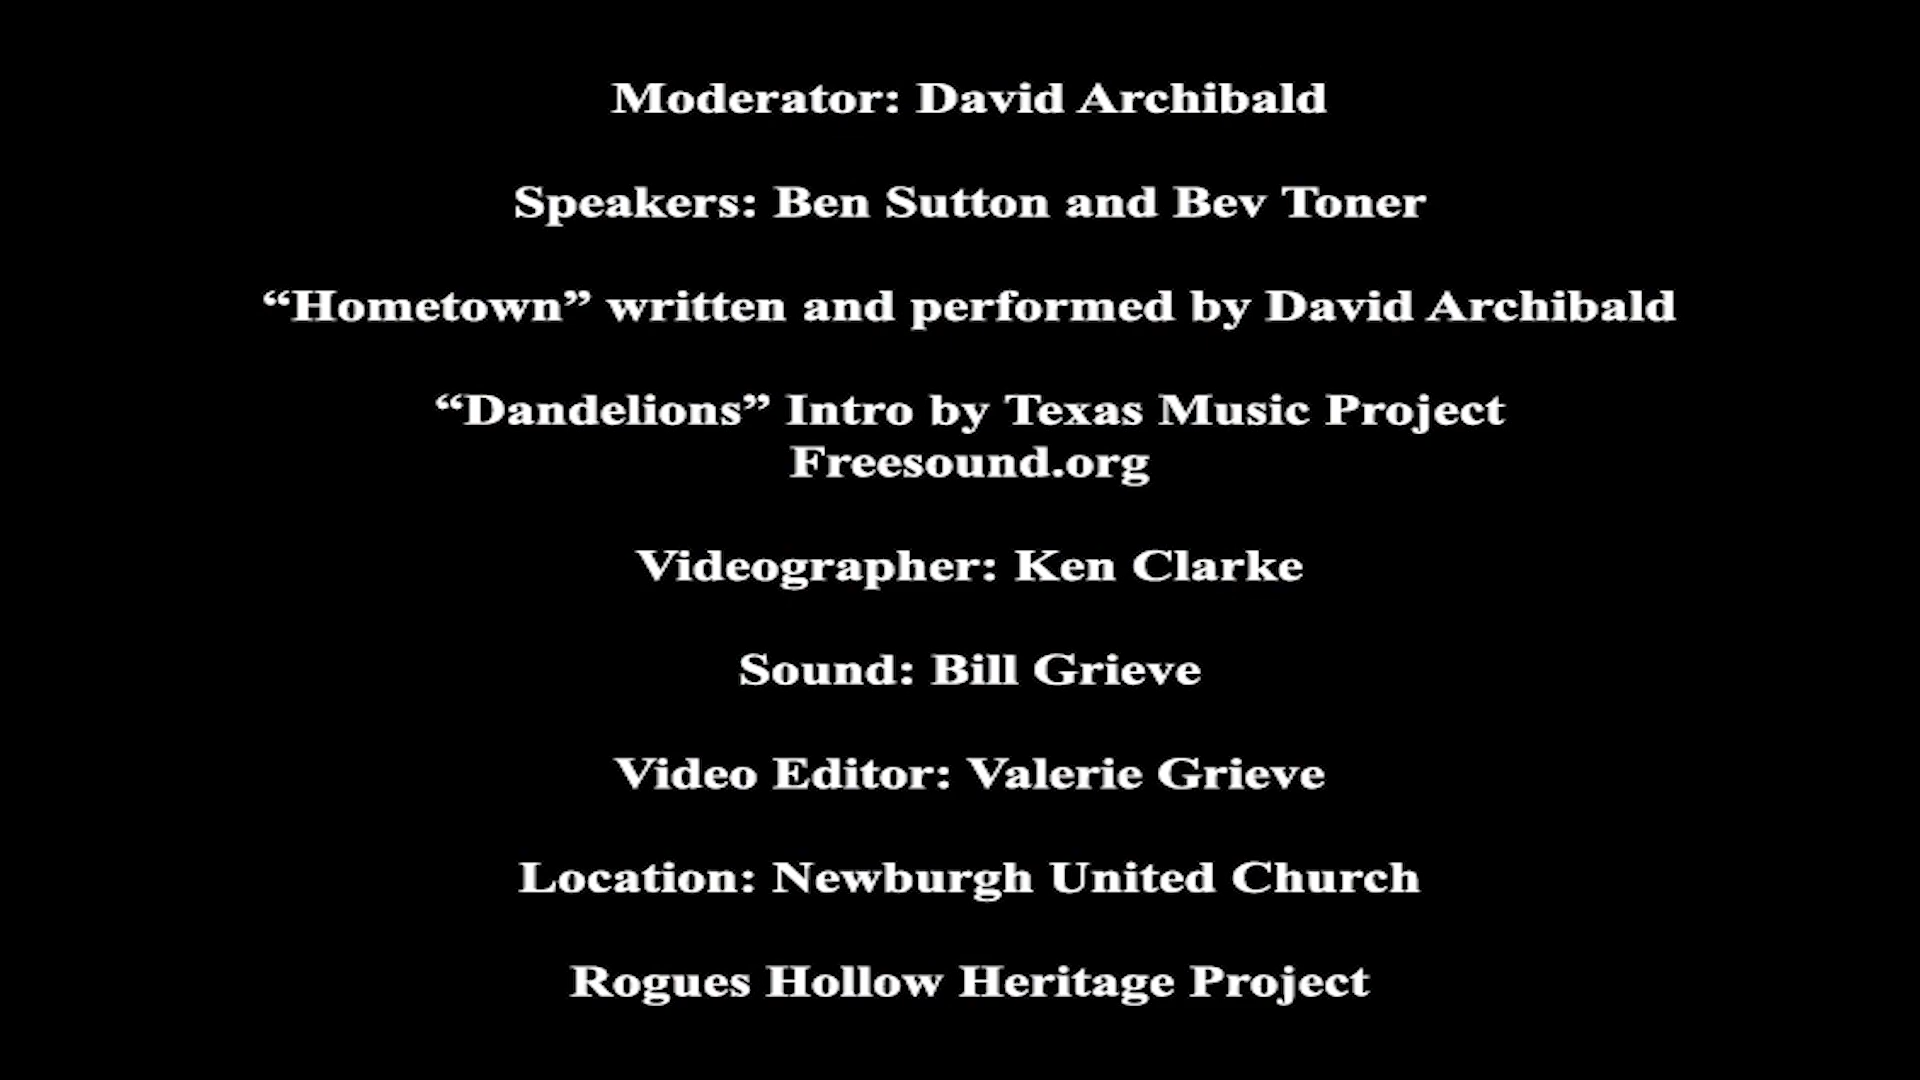 Moderator: David Archibald
Speakers: Ben Sutton and Bev Toner
“Hometown” written and performed by David Archibald
“Dandelions” Intro by Texas Music Project
Freesound.org
Videographer: Ken Clarke
Sound: Bill Grieve
Video Editor: Valerie Grieve
Location: Newburgh United Church
Rogues Hollow Heritage Project